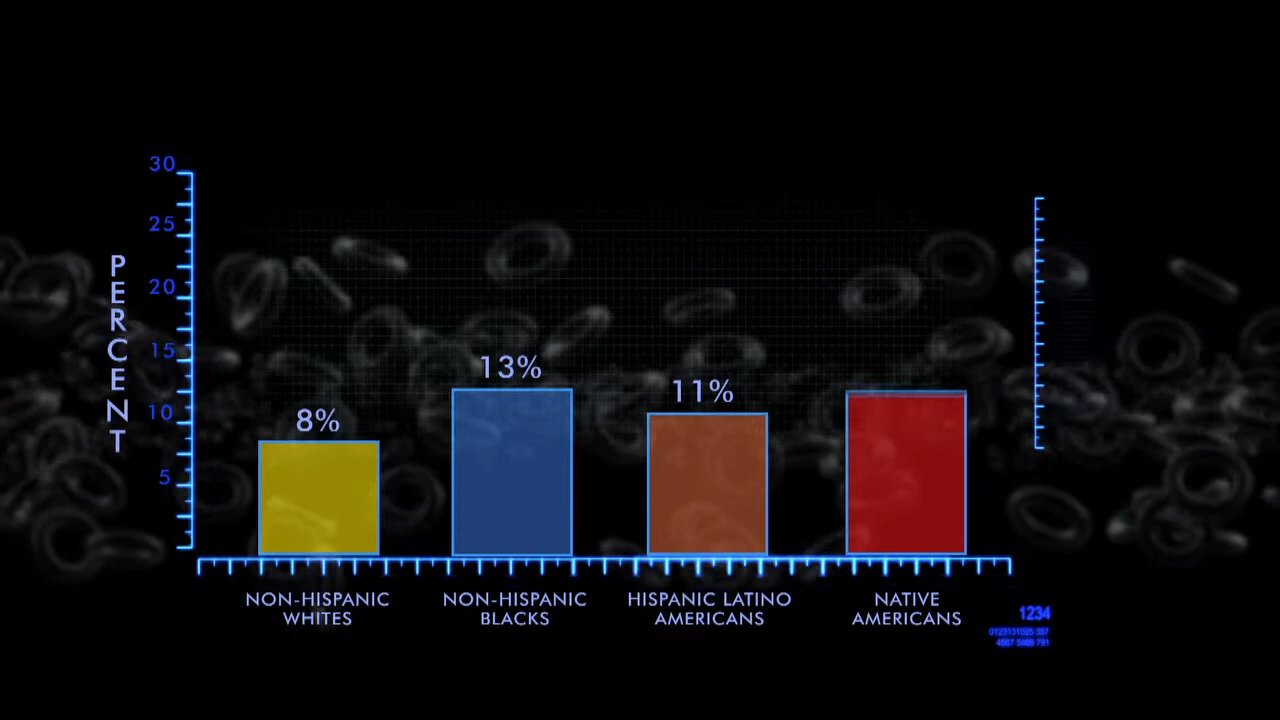 30
25
20
15
10
5
PERCENT
8%
13%
11%
NON-HISPANIC
WHITES
NON-HISPANIC
BLACKS
HISPANIC LATINO
AMERICANS
NATIVE
AMERICANS
1234